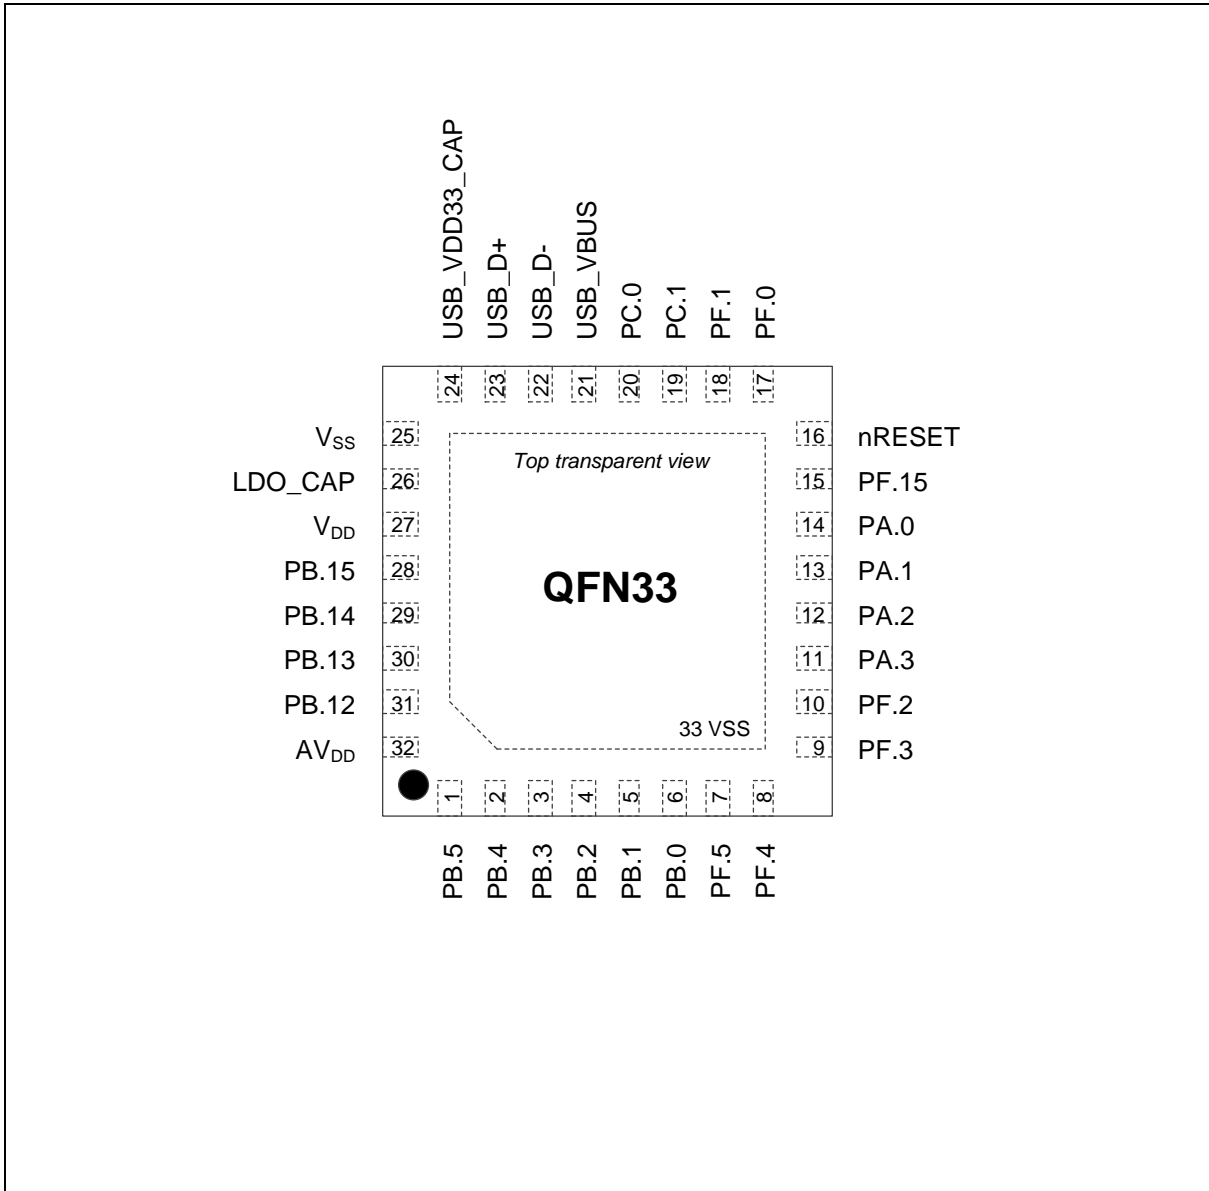 USB_VDD33_CAP
USB_D+
USB_D-
USB_VBUS
PC.0
PC.1
PF.1
PF.0
24
23
22
21
20
19
18
17
VSS 25
LDO_CAP 26
VDD 27
PB.15 28
PB.14 29
PB.13 30
PB.12 31
AVDD 32
Top transparent view
QFN33
33 VSS
16 nRESET
15 PF.15
14 PA.0
13 PA.1
12 PA.2
11 PA.3
10 PF.2
9 PF.3
1
2
3
4
5
6
7
8
PB.5
PB.4
PB.3
PB.2
PB.1
PB.0
PF.5
PF.4